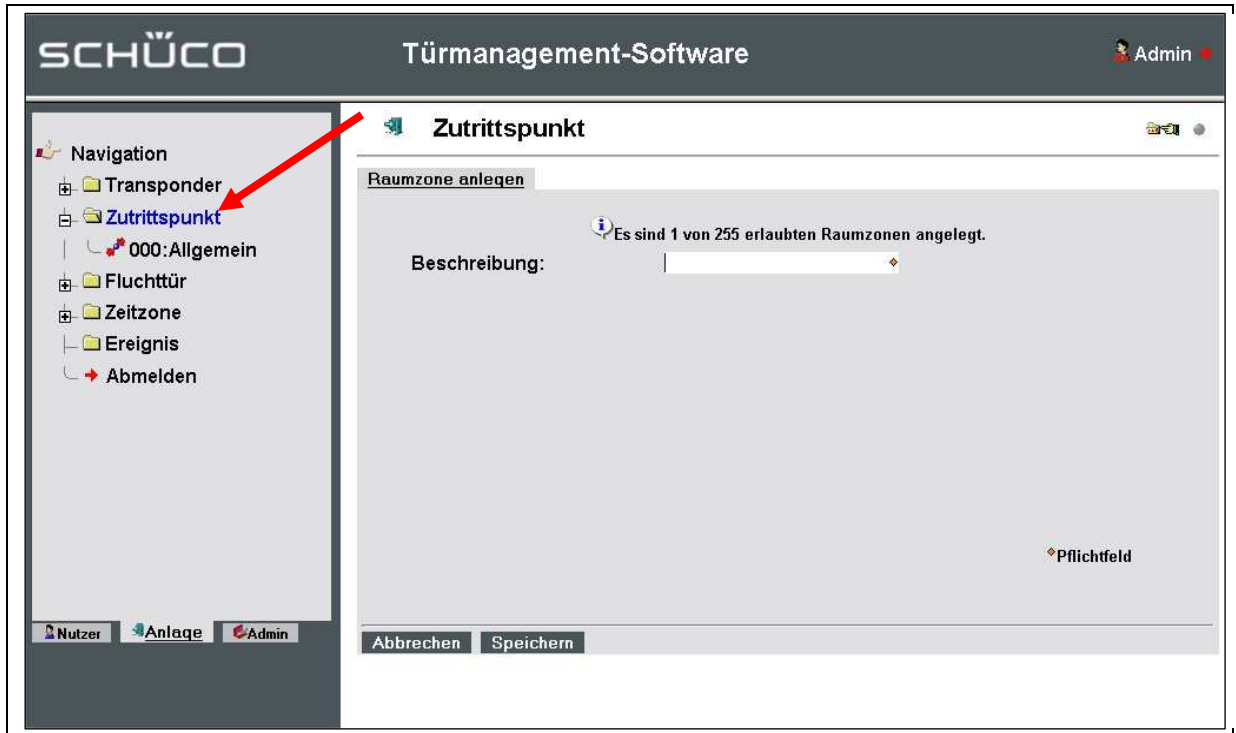 SCHÜCO
Türmanagement-Software
Admin
Navigation
Transponder
Zutrittspunkt
000:Allgemein
Fluchttür
Zeitzone
Ereignis
Abmelden
Nutzer Anlage Admin
Zutrittspunkt
Raumzone anlegen
Es sind 1 von 255 erlaubten Raumzonen angelegt.
Beschreibung:
Pflichtfeld
Abbrechen Speichern